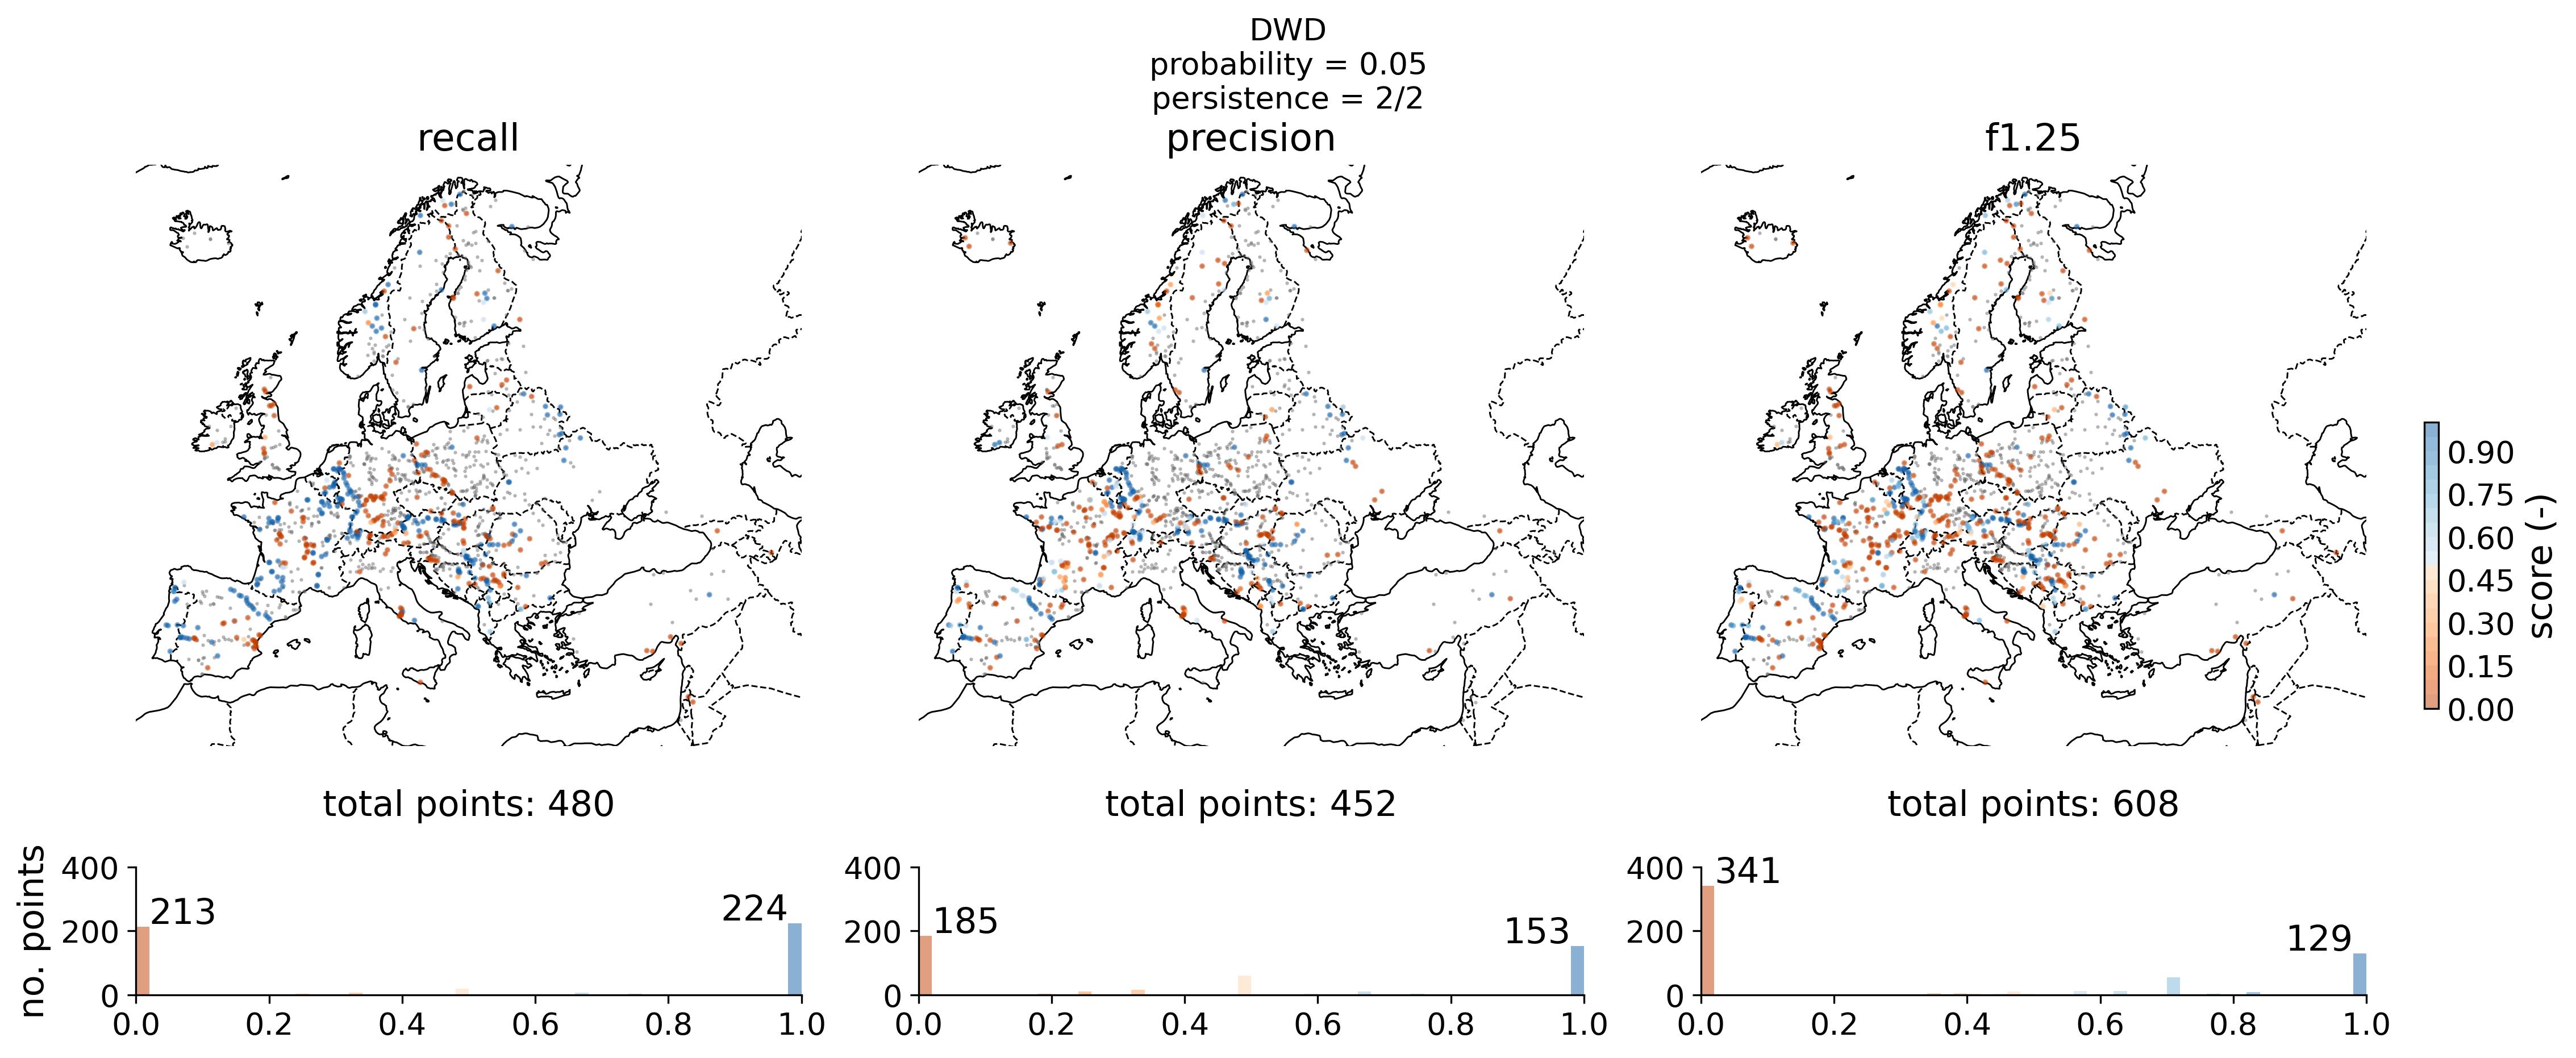 DWD
probability = 0.05
persistence = 2/2
recall
precision
f1.25
0.90
0.75
0.60
0.45
0.30
0.15
0.00
score (-)
total points: 480
total points: 452
total points: 608
no. points
400
200
0
213
224
0.0 0.2 0.4 0.6 0.8 1.0
400
200
0
185
153
0.0 0.2 0.4 0.6 0.8 1.0
400
200
0
341
129
0.0 0.2 0.4 0.6 0.8 1.0